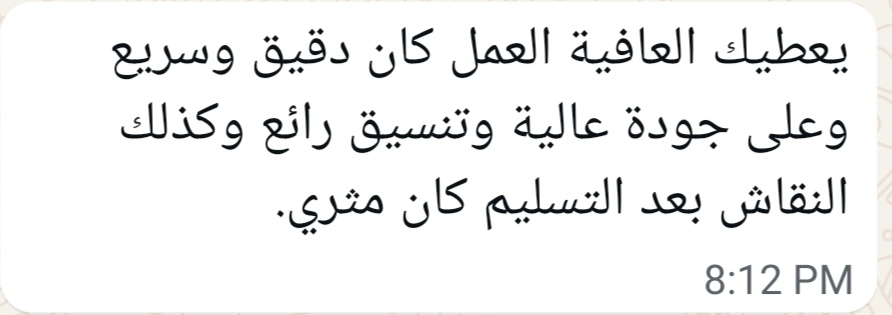 يعطيك العافية العمل كان دقيق وسريع
وعلى جودة عالية وتنسيق رائع وكذلك
النقاش بعد التسليم كان مثري.
8:12 PM